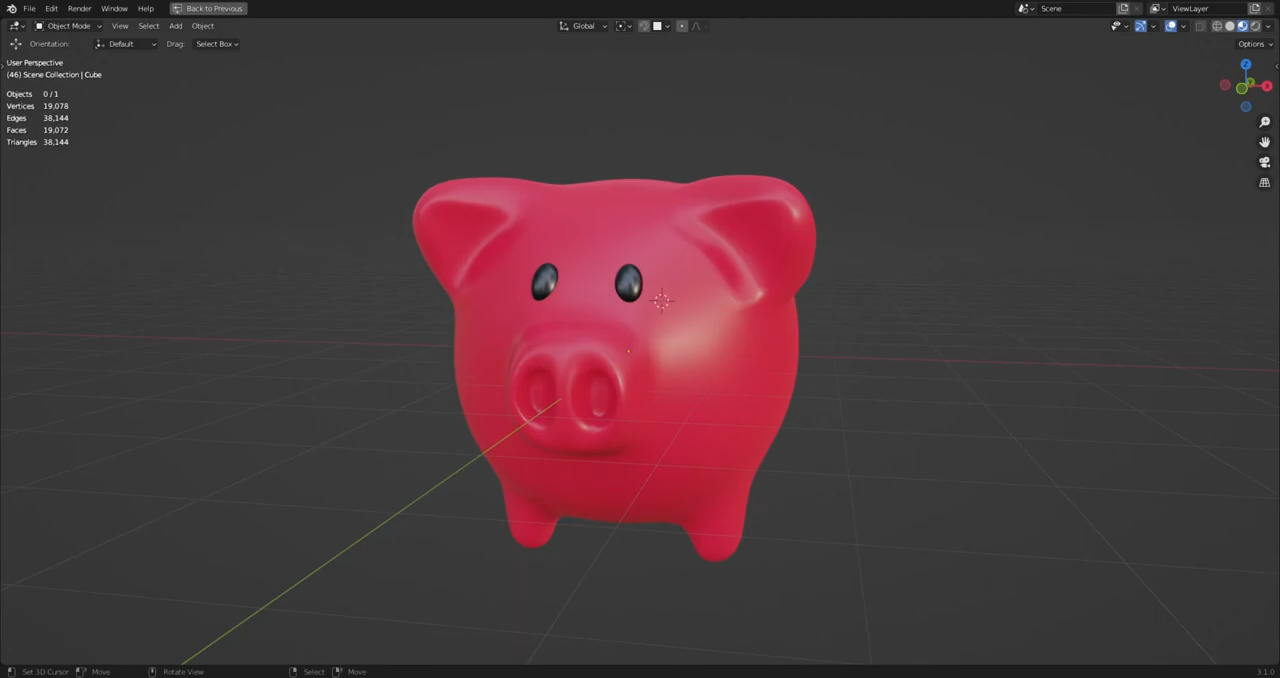 File Edit Render Window Help Back to Previous Scene ViewLayer
Object Mode View Select Add Object Global
Orientation: Default Drag: Select Box Options
User Perspective
(46) Scene Collection | Cube
Objects 0 / 1
Vertices 19,078
Edges 38,144
Faces 19,072
Triangles 38,144
Z
X
Set 3D Cursor Move Rotate View Select Move 3.1.0